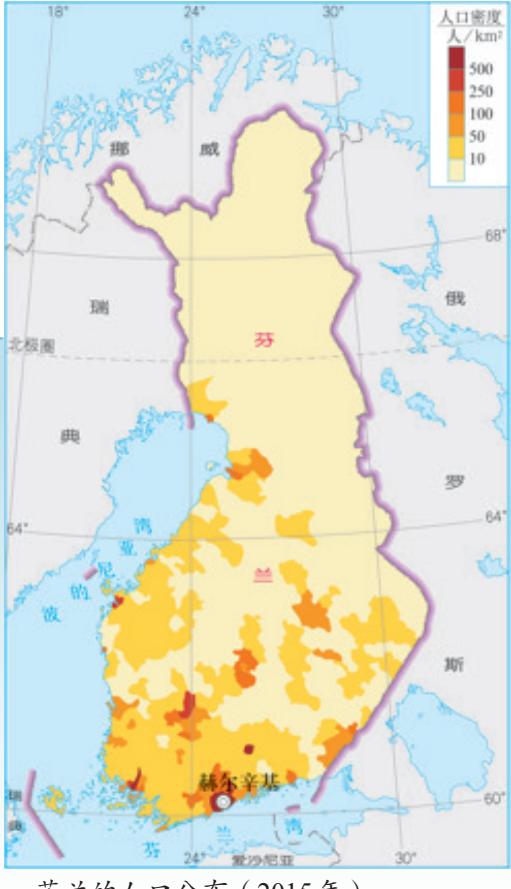 18° 24° 30°
人口密度
人/km²
500
250
100
50
10
挪 威
68°
瑞
俄
芬
北极圈
典
罗
64° 64°
波的尼亚湾
兰
斯
赫尔辛基
瑞典
60°
芬 兰 湾
24° 爱沙尼亚 30°
芬兰的人口分布(2015年)